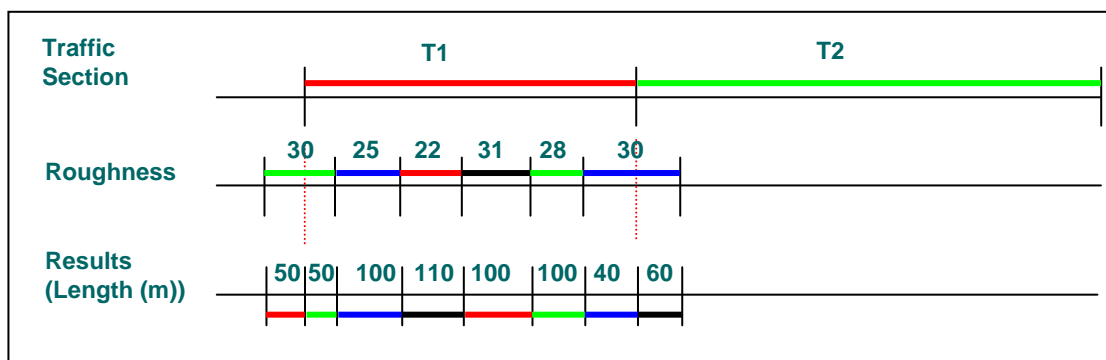 Traffic
Section
T1
T2
Roughness
30 25 22 31 28 30
Results
(Length (m))
50 50 100 110 100 100 40 60